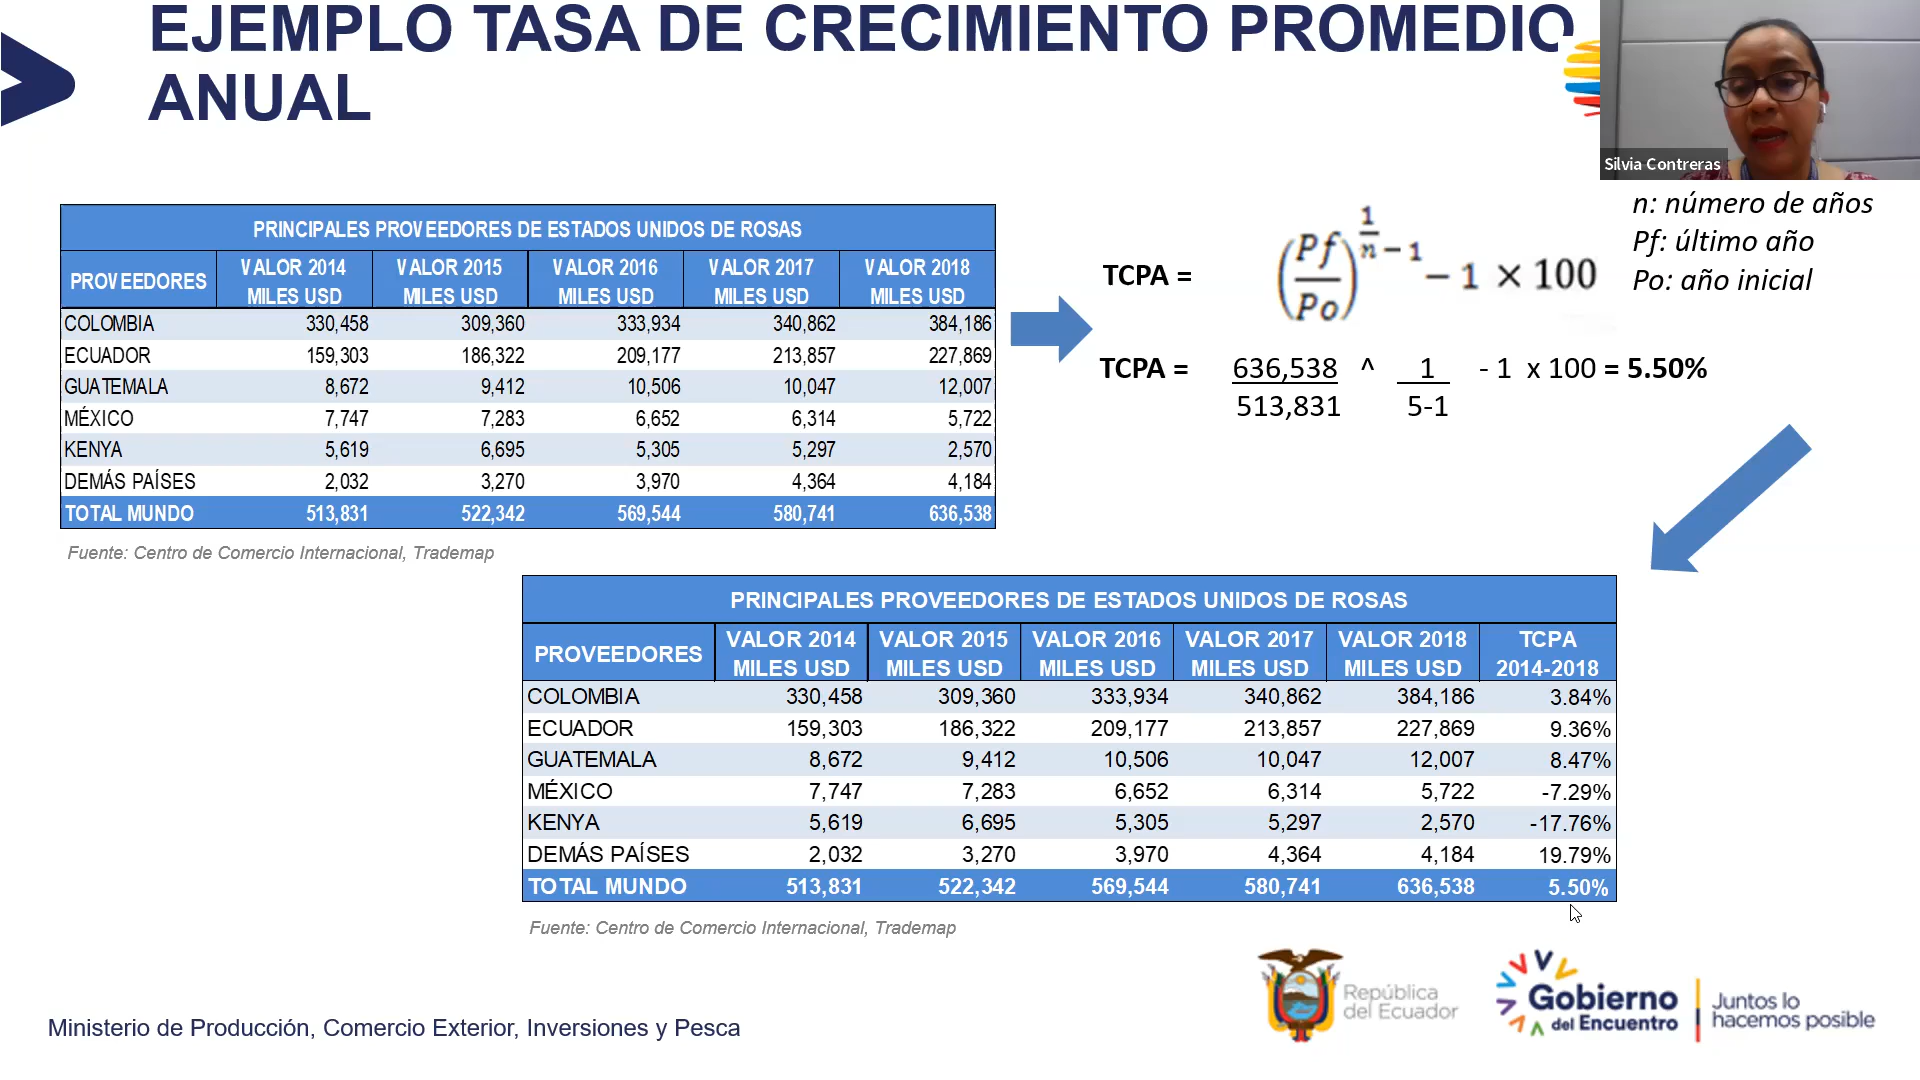 EJEMPLO TASA DE CRECIMIENTO PROMEDIO
ANUAL
Silvia Contreras
PRINCIPALES PROVEEDORES DE ESTADOS UNIDOS DE ROSAS
PROVEEDORES VALOR 2014 MILES USD VALOR 2015 MILES USD VALOR 2016 MILES USD VALOR 2017 MILES USD VALOR 2018 MILES USD
COLOMBIA 330,458 309,360 333,934 340,862 384,186
ECUADOR 159,303 186,322 209,177 213,857 227,869
GUATEMALA 8,672 9,412 10,506 10,047 12,007
MÉXICO 7,747 7,283 6,652 6,314 5,722
KENYA 5,619 6,695 5,305 5,297 2,570
DEMÁS PAÍSES 2,032 3,270 3,970 4,364 4,184
TOTAL MUNDO 513,831 522,342 569,544 580,741 636,538
Fuente: Centro de Comercio Internacional, Trademap
TCPA = (Pf/Po)^(1/n − 1) − 1 × 100
n: número de años
Pf: último año
Po: año inicial
TCPA = 636,538 ^ 1 - 1 x 100 = 5.50%
513,831 5-1
PRINCIPALES PROVEEDORES DE ESTADOS UNIDOS DE ROSAS
PROVEEDORES VALOR 2014 MILES USD VALOR 2015 MILES USD VALOR 2016 MILES USD VALOR 2017 MILES USD VALOR 2018 MILES USD TCPA 2014-2018
COLOMBIA 330,458 309,360 333,934 340,862 384,186 3.84%
ECUADOR 159,303 186,322 209,177 213,857 227,869 9.36%
GUATEMALA 8,672 9,412 10,506 10,047 12,007 8.47%
MÉXICO 7,747 7,283 6,652 6,314 5,722 -7.29%
KENYA 5,619 6,695 5,305 5,297 2,570 -17.76%
DEMÁS PAÍSES 2,032 3,270 3,970 4,364 4,184 19.79%
TOTAL MUNDO 513,831 522,342 569,544 580,741 636,538 5.50%
Fuente: Centro de Comercio Internacional, Trademap
Ministerio de Producción, Comercio Exterior, Inversiones y Pesca
República
del Ecuador
Gobierno
del Encuentro
Juntos lo
hacemos posible